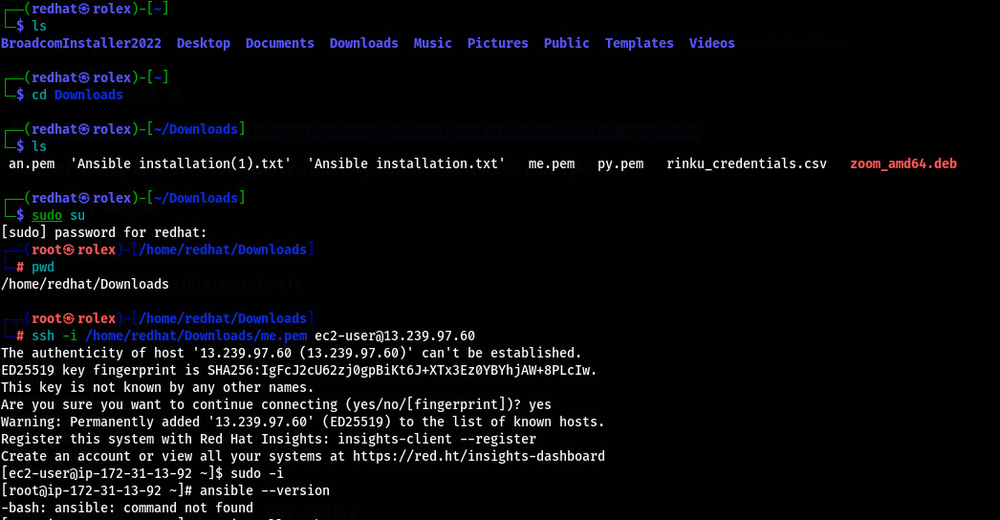 ┌──(redhat㉿rolex)-[~]
└─$ ls
BroadcomInstaller2022  Desktop  Documents  Downloads  Music  Pictures  Public  Templates  Videos
┌──(redhat㉿rolex)-[~]
└─$ cd Downloads
┌──(redhat㉿rolex)-[~/Downloads]
└─$ ls
an.pem  'Ansible installation(1).txt'  'Ansible installation.txt'  me.pem  py.pem  rinku_credentials.csv  zoom_amd64.deb
┌──(redhat㉿rolex)-[~/Downloads]
└─$ sudo su
[sudo] password for redhat:
┌──(root㉿rolex)-[/home/redhat/Downloads]
└─# pwd
/home/redhat/Downloads
┌──(root㉿rolex)-[/home/redhat/Downloads]
└─# ssh -i /home/redhat/Downloads/me.pem ec2-user@13.239.97.60
The authenticity of host '13.239.97.60 (13.239.97.60)' can't be established.
ED25519 key fingerprint is SHA256:IgFcJ2cU62zj0gpBiKt6J+XTx3Ez0YBYhjAW+8PLcIw.
This key is not known by any other names.
Are you sure you want to continue connecting (yes/no/[fingerprint])? yes
Warning: Permanently added '13.239.97.60' (ED25519) to the list of known hosts.
Register this system with Red Hat Insights: insights-client --register
Create an account or view all your systems at https://red.ht/insights-dashboard
[ec2-user@ip-172-31-13-92 ~]$ sudo -i
[root@ip-172-31-13-92 ~]# ansible --version
-bash: ansible: command not found